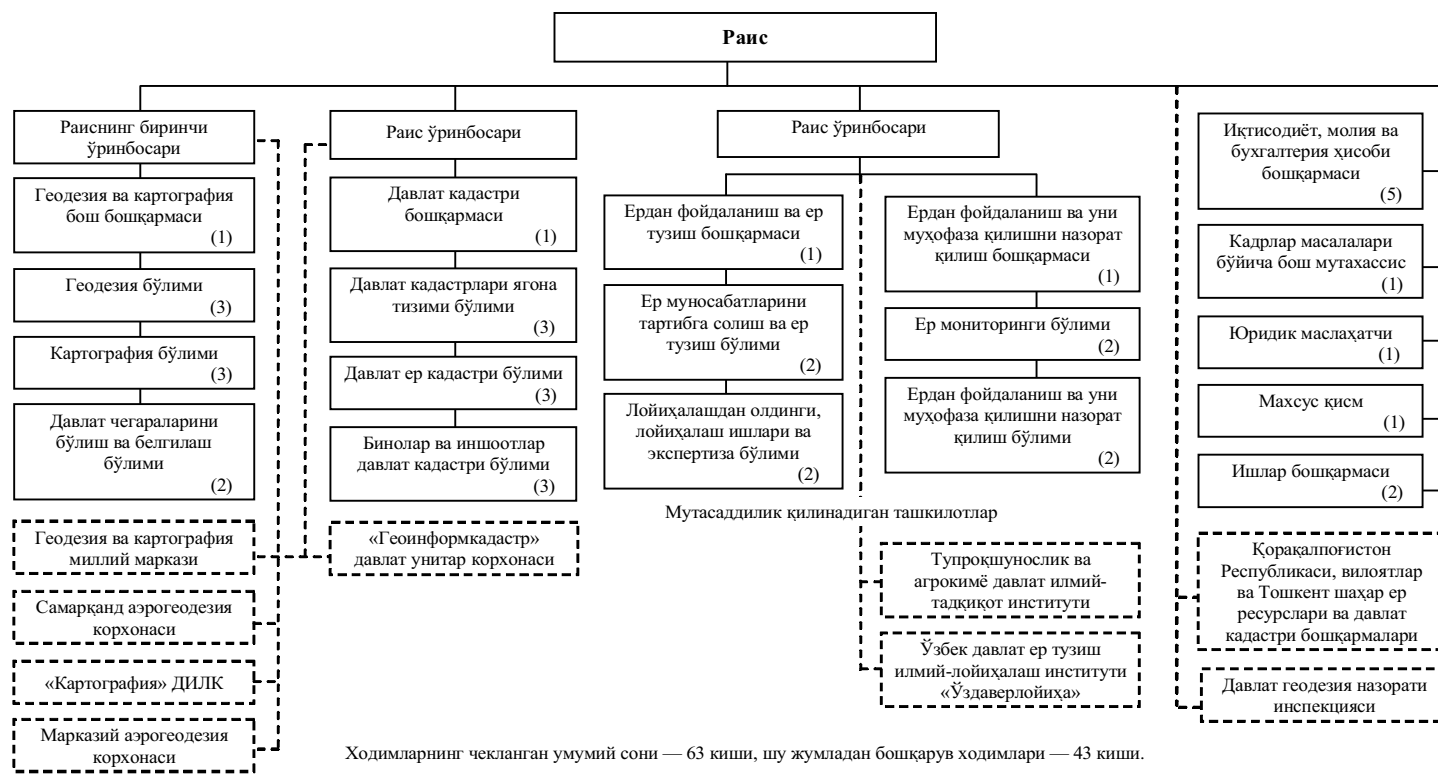 Раис
Раиснинг биринчи
ўринбосари
Геодезия ва картография
бош бошқармаси
(1)
Геодезия бўлими
(3)
Картография бўлими
(3)
Давлат чегараларини
бўлиш ва белгилаш
бўлими
(2)
Геодезия ва картография
миллий маркази
Самарқанд аэрогеодезия
корхонаси
«Картография» ДИЛК
Марказий аэрогеодезия
корхонаси
Раис ўринбосари
Давлат кадастри
бошқармаси
(1)
Давлат кадастрлари ягона
тизими бўлими
(3)
Давлат ер кадастри бўлими
(3)
Бинолар ва иншоотлар
давлат кадастри бўлими
(3)
«Геоинформкадастр»
давлат унитар корхонаси
Раис ўринбосари
Ердан фойдаланиш ва ер
тузиш бошқармаси
(1)
Ер муносабатларини
тартибга солиш ва ер
тузиш бўлими
(2)
Лойиҳалашдан олдинги,
лойиҳалаш ишлари ва
экспертиза бўлими
(2)
Ердан фойдаланиш ва уни
муҳофаза қилишни назорат
қилиш бошқармаси
(1)
Ер мониторинги бўлими
(2)
Ердан фойдаланиш ва уни
муҳофаза қилишни назорат
қилиш бўлими
(2)
Мутасаддилик қилинадиган ташкилотлар
Тупроқшунослик ва
агрокимё давлат илмий-
тадқиқот институти
Ўзбек давлат ер тузиш
илмий-лойиҳалаш институти
«Ўздаверлойиҳа»
Иқтисодиёт, молия ва
бухгалтерия ҳисоби
бошқармаси
(5)
Кадрлар масалалари
бўйича бош мутахассис
(1)
Юридик маслаҳатчи
(1)
Махсус қисм
(1)
Ишлар бошқармаси
(2)
Қорақалпоғистон
Республикаси, вилоятлар
ва Тошкент шаҳар ер
ресурслари ва давлат
кадастри бошқармалари
Давлат геодезия назорати
инспекцияси
Ходимларнинг чекланган умумий сони — 63 киши, шу жумладан бошқарув ходимлари — 43 киши.